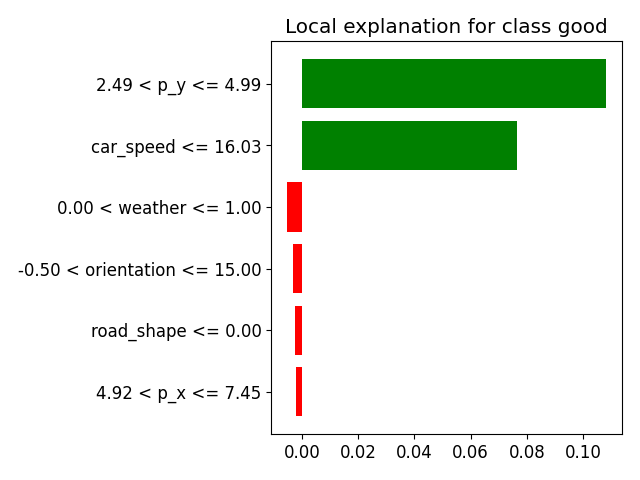 Local explanation for class good
2.49 < p_y <= 4.99
car_speed <= 16.03
0.00 < weather <= 1.00
-0.50 < orientation <= 15.00
road_shape <= 0.00
4.92 < p_x <= 7.45
0.00 0.02 0.04 0.06 0.08 0.10